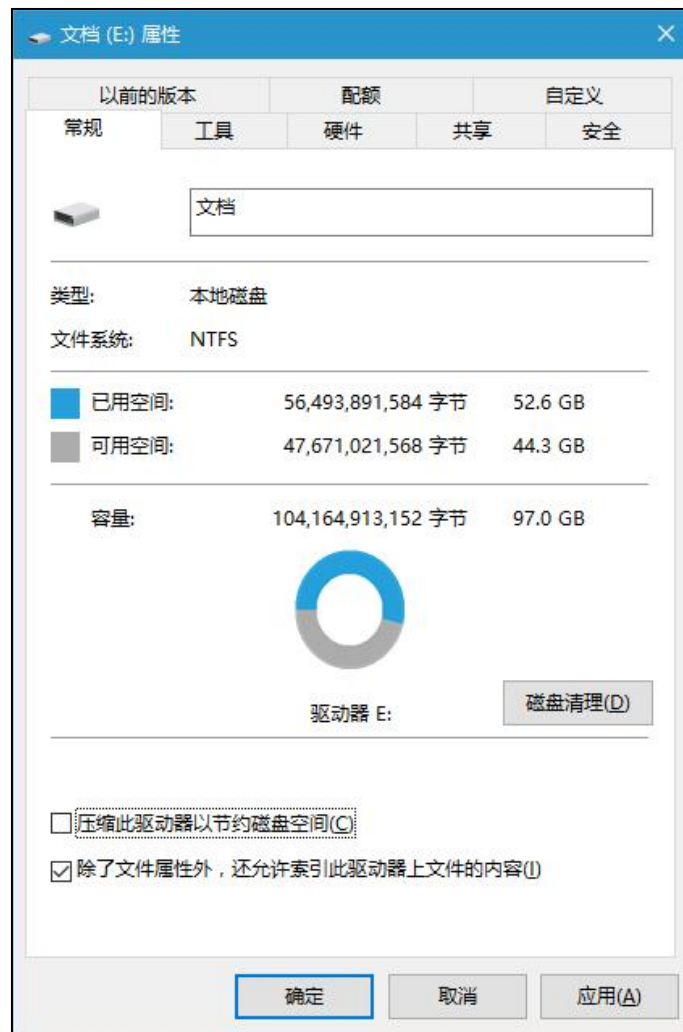 文档 (E:) 属性
以前的版本 配额 自定义
常规 工具 硬件 共享 安全
文档
类型: 本地磁盘
文件系统: NTFS
已用空间: 56,493,891,584 字节 52.6 GB
可用空间: 47,671,021,568 字节 44.3 GB
容量: 104,164,913,152 字节 97.0 GB
驱动器 E:
磁盘清理(D)
压缩此驱动器以节约磁盘空间(C)
除了文件属性外，还允许索引此驱动器上文件的内容(I)
确定 取消 应用(A)